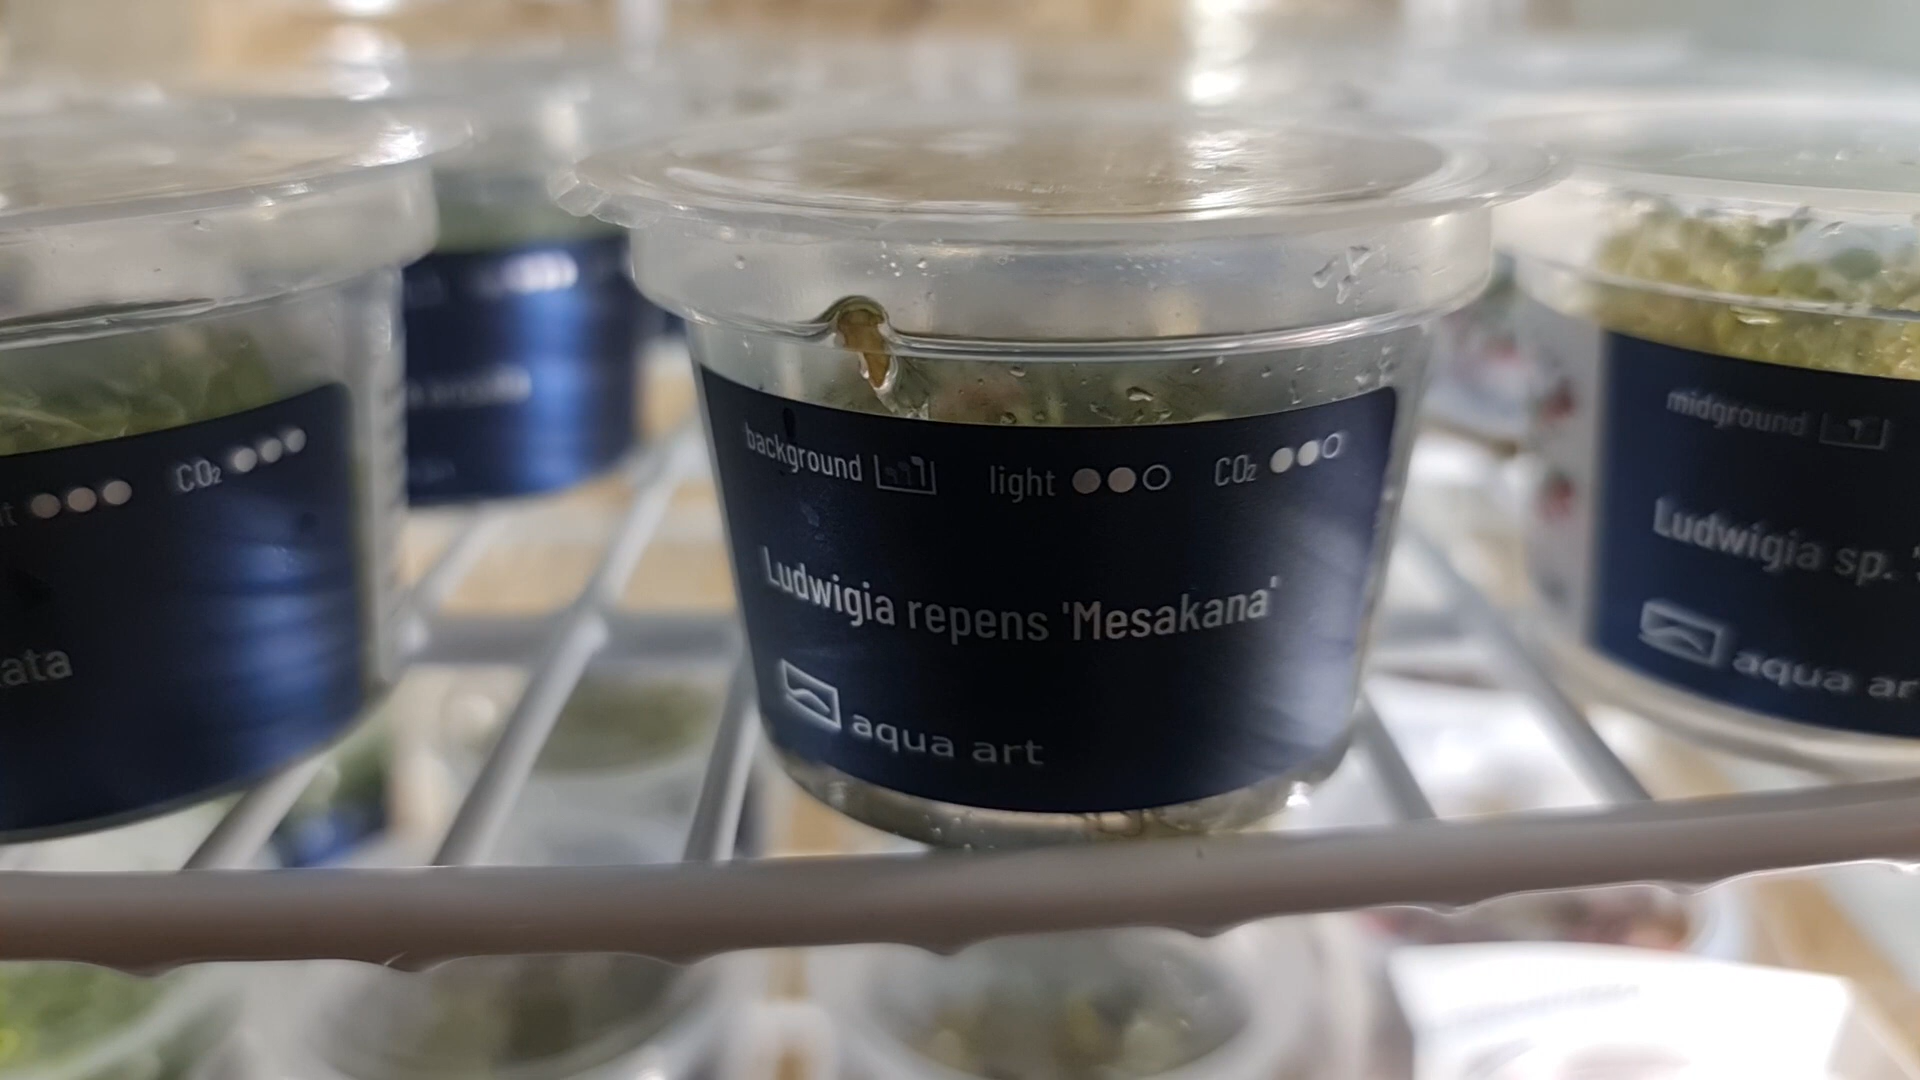 CO₂
ata
background light CO₂
Ludwigia repens 'Mesakana'
aqua art
midground
Ludwigia sp.
aqua ar